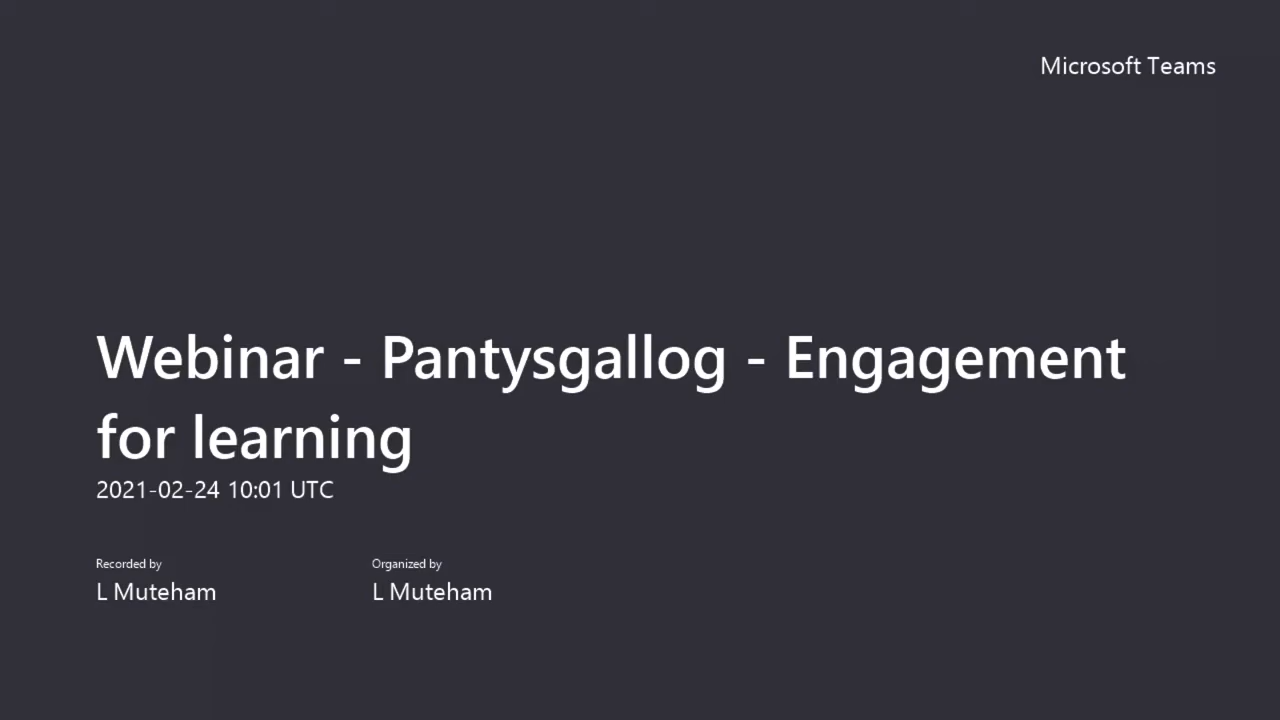 Microsoft Teams
Webinar - Pantysgallog - Engagement
for learning
2021-02-24 10:01 UTC
Recorded by
L Muteham
Organized by
L Muteham